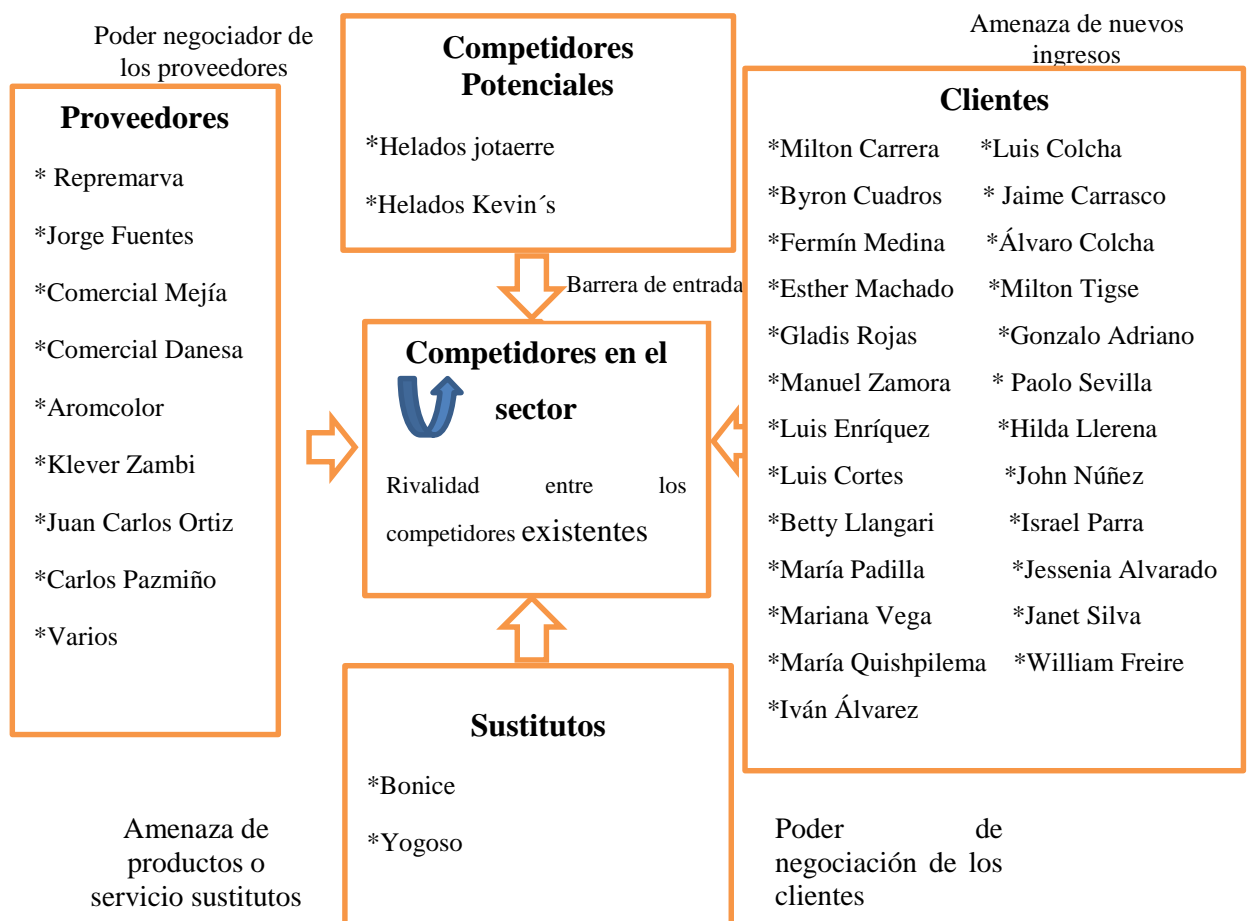 Poder negociador de
los proveedores
Competidores
Potenciales
*Helados jotaerre
*Helados Kevin´s
Amenaza de nuevos
ingresos
Proveedores
* Repremarva
*Jorge Fuentes
*Comercial Mejía
*Comercial Danesa
*Aromcolor
*Klever Zambi
*Juan Carlos Ortiz
*Carlos Pazmiño
*Varios
Barrera de entrada
Competidores en el
sector
Rivalidad entre los
competidores existentes
Clientes
*Milton Carrera *Luis Colcha
*Byron Cuadros * Jaime Carrasco
*Fermín Medina *Álvaro Colcha
*Esther Machado *Milton Tigse
*Gladis Rojas *Gonzalo Adriano
*Manuel Zamora * Paolo Sevilla
*Luis Enríquez *Hilda Llerena
*Luis Cortes *John Núñez
*Betty Llangari *Israel Parra
*María Padilla *Jessenia Alvarado
*Mariana Vega *Janet Silva
*María Quishpilema *William Freire
*Iván Álvarez
Sustitutos
*Bonice
*Yogoso
Amenaza de
productos o
servicio sustitutos
Poder de
negociación de los
clientes